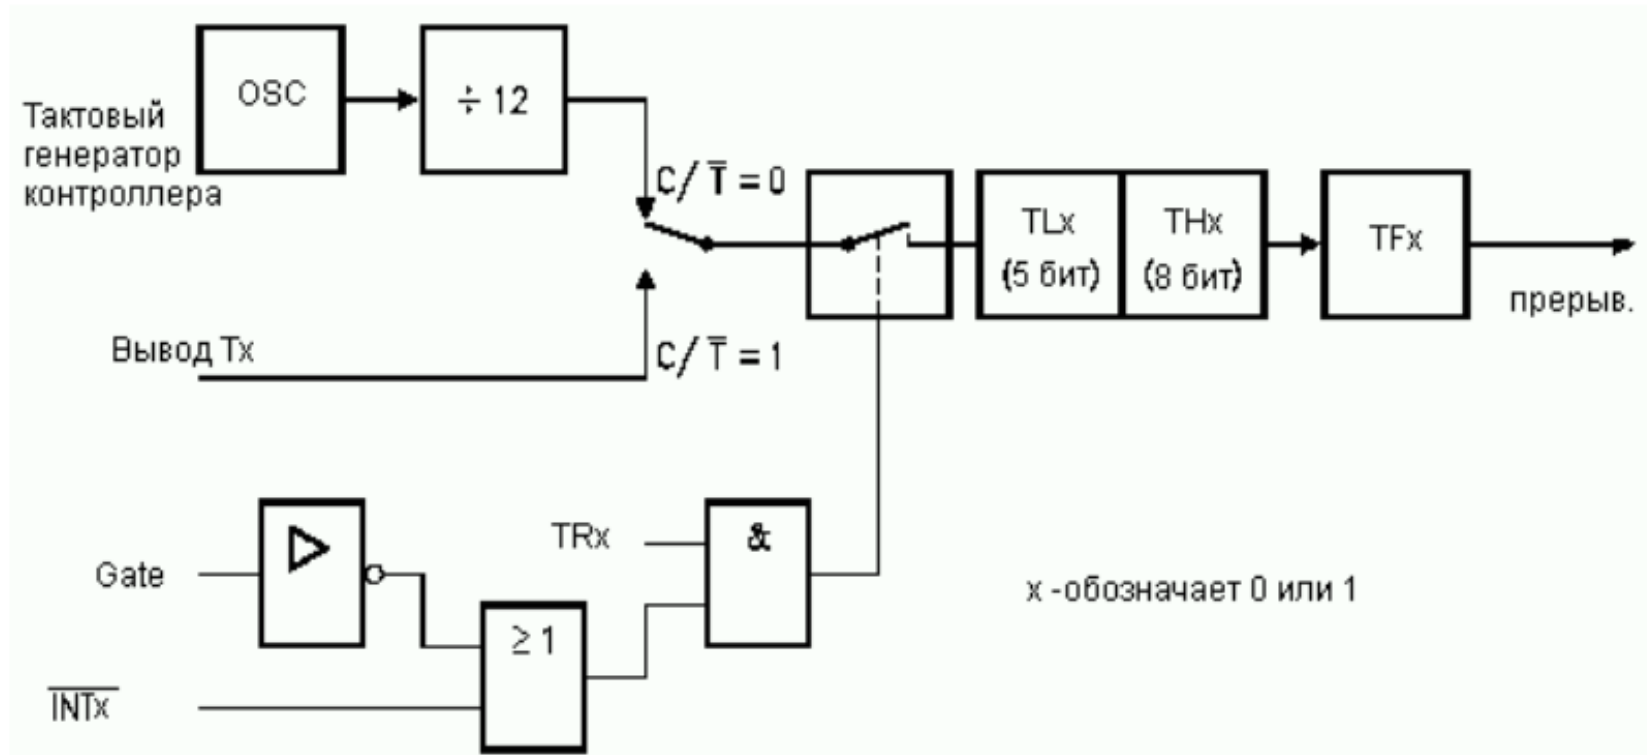 OSC
÷ 12
Тактовый
генератор
контроллера
C/T̅ = 0
TLx
(5 бит)
THx
(8 бит)
TFx
прерыв.
Вывод Tx
C/T̅ = 1
TRx
&
Gate
x -обозначает 0 или 1
≥ 1
I̅N̅T̅x̅